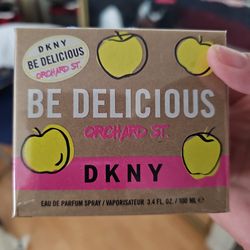 DKNY
BE DELICIOUS
ORCHARD ST.
BE DELICIOUS
ORCHARD ST.
DKNY
EAU DE PARFUM SPRAY / VAPORISATEUR 3.4 FL. OZ. / 100 ML ℮